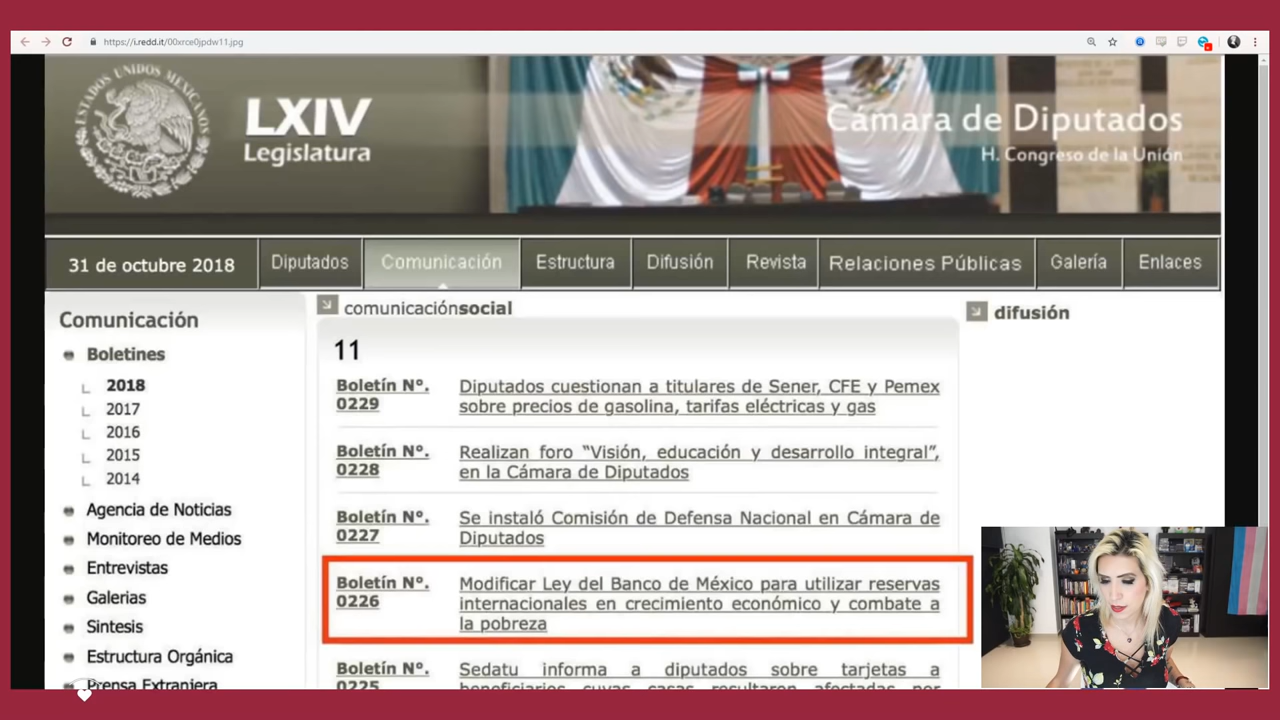 https://i.redd.it/00xrce0jpdw11.jpg
ESTADOS UNIDOS MEXICANOS
LXIV
Legislatura
Cámara de Diputados
H. Congreso de la Unión
31 de octubre 2018
Diputados
Comunicación
Estructura
Difusión
Revista
Relaciones Públicas
Galería
Enlaces
Comunicación
Boletines
2018
2017
2016
2015
2014
Agencia de Noticias
Monitoreo de Medios
Entrevistas
Galerias
Sintesis
Estructura Orgánica
Prensa Extranjera
comunicaciónsocial
11
Boletín N°.
0229
Diputados cuestionan a titulares de Sener, CFE y Pemex
sobre precios de gasolina, tarifas eléctricas y gas
Boletín N°.
0228
Realizan foro “Visión, educación y desarrollo integral”,
en la Cámara de Diputados
Boletín N°.
0227
Se instaló Comisión de Defensa Nacional en Cámara de
Diputados
Boletín N°.
0226
Modificar Ley del Banco de México para utilizar reservas
internacionales en crecimiento económico y combate a
la pobreza
Boletín N°.
0225
Sedatu informa a diputados sobre tarjetas a
beneficiarios cuyas casas resultaron afectadas por
difusión